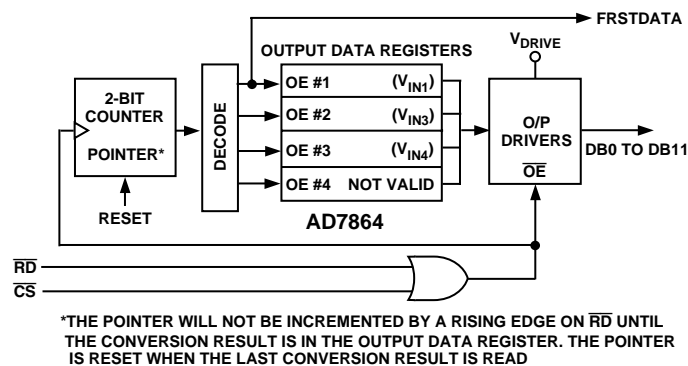 FRSTDATA
OUTPUT DATA REGISTERS
VDRIVE
2-BIT
COUNTER
POINTER*
RESET
DECODE
OE #1 (VIN1)
OE #2 (VIN3)
OE #3 (VIN4)
OE #4 NOT VALID
AD7864
O/P
DRIVERS
OE
DB0 TO DB11
RD
CS
*THE POINTER WILL NOT BE INCREMENTED BY A RISING EDGE ON RD UNTIL
THE CONVERSION RESULT IS IN THE OUTPUT DATA REGISTER. THE POINTER
IS RESET WHEN THE LAST CONVERSION RESULT IS READ